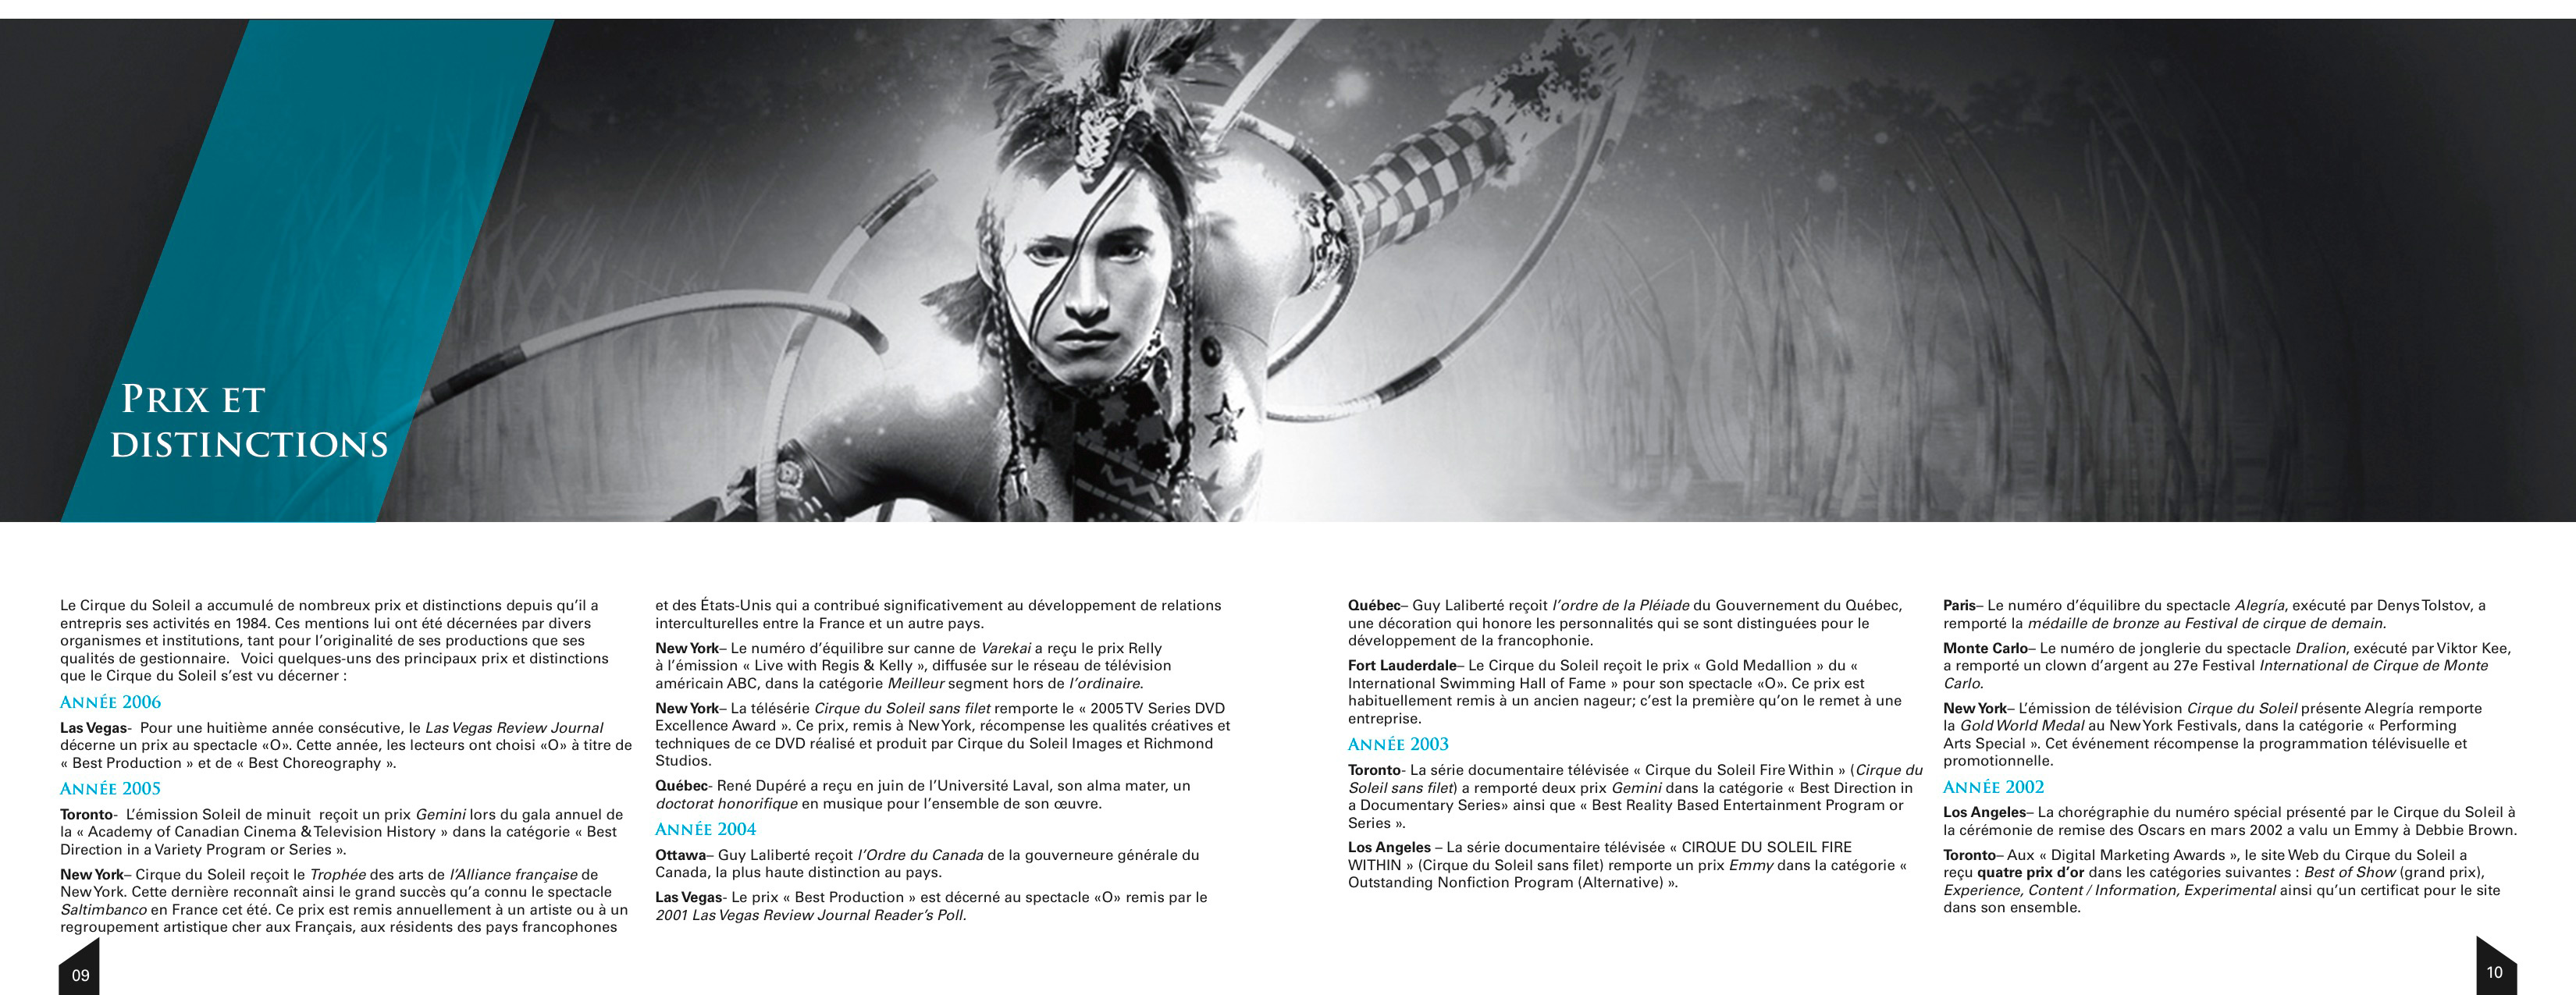 Prix et
distinctions
Le Cirque du Soleil a accumulé de nombreux prix et distinctions depuis qu’il a
entrepris ses activités en 1984. Ces mentions lui ont été décernées par divers
organismes et institutions, tant pour l’originalité de ses productions que ses
qualités de gestionnaire.   Voici quelques-uns des principaux prix et distinctions
que le Cirque du Soleil s’est vu décerner :
Année 2006
Las Vegas-  Pour une huitième année consécutive, le Las Vegas Review Journal
décerne un prix au spectacle «O». Cette année, les lecteurs ont choisi «O» à titre de
« Best Production » et de « Best Choreography ».
Année 2005
Toronto-  L’émission Soleil de minuit  reçoit un prix Gemini lors du gala annuel de
la « Academy of Canadian Cinema & Television History » dans la catégorie « Best
Direction in a Variety Program or Series ».
New York– Cirque du Soleil reçoit le Trophée des arts de l’Alliance française de
New York. Cette dernière reconnaît ainsi le grand succès qu’a connu le spectacle
Saltimbanco en France cet été. Ce prix est remis annuellement à un artiste ou à un
regroupement artistique cher aux Français, aux résidents des pays francophones
et des États-Unis qui a contribué significativement au développement de relations
interculturelles entre la France et un autre pays.
New York– Le numéro d’équilibre sur canne de Varekai a reçu le prix Relly
à l’émission « Live with Regis & Kelly », diffusée sur le réseau de télévision
américain ABC, dans la catégorie Meilleur segment hors de l’ordinaire.
New York– La télésérie Cirque du Soleil sans filet remporte le « 2005 TV Series DVD
Excellence Award ». Ce prix, remis à New York, récompense les qualités créatives et
techniques de ce DVD réalisé et produit par Cirque du Soleil Images et Richmond
Studios.
Québec- René Dupéré a reçu en juin de l’Université Laval, son alma mater, un
doctorat honorifique en musique pour l’ensemble de son œuvre.
Année 2004
Ottawa– Guy Laliberté reçoit l’Ordre du Canada de la gouverneure générale du
Canada, la plus haute distinction au pays.
Las Vegas- Le prix « Best Production » est décerné au spectacle «O» remis par le
2001 Las Vegas Review Journal Reader’s Poll.
Québec– Guy Laliberté reçoit l’ordre de la Pléiade du Gouvernement du Québec,
une décoration qui honore les personnalités qui se sont distinguées pour le
développement de la francophonie.
Fort Lauderdale– Le Cirque du Soleil reçoit le prix « Gold Medallion » du «
International Swimming Hall of Fame » pour son spectacle «O». Ce prix est
habituellement remis à un ancien nageur; c’est la première qu’on le remet à une
entreprise.
Année 2003
Toronto- La série documentaire télévisée « Cirque du Soleil Fire Within » (Cirque du
Soleil sans filet) a remporté deux prix Gemini dans la catégorie « Best Direction in
a Documentary Series» ainsi que « Best Reality Based Entertainment Program or
Series ».
Los Angeles – La série documentaire télévisée « CIRQUE DU SOLEIL FIRE
WITHIN » (Cirque du Soleil sans filet) remporte un prix Emmy dans la catégorie «
Outstanding Nonfiction Program (Alternative) ».
Paris– Le numéro d’équilibre du spectacle Alegría, exécuté par Denys Tolstov, a
remporté la médaille de bronze au Festival de cirque de demain.
Monte Carlo– Le numéro de jonglerie du spectacle Dralion, exécuté par Viktor Kee,
a remporté un clown d’argent au 27e Festival International de Cirque de Monte
Carlo.
New York– L’émission de télévision Cirque du Soleil présente Alegría remporte
la Gold World Medal au New York Festivals, dans la catégorie « Performing
Arts Special ». Cet événement récompense la programmation télévisuelle et
promotionnelle.
Année 2002
Los Angeles– La chorégraphie du numéro spécial présenté par le Cirque du Soleil à
la cérémonie de remise des Oscars en mars 2002 a valu un Emmy à Debbie Brown.
Toronto– Aux « Digital Marketing Awards », le site Web du Cirque du Soleil a
reçu quatre prix d’or dans les catégories suivantes : Best of Show (grand prix),
Experience, Content / Information, Experimental ainsi qu’un certificat pour le site
dans son ensemble.
09
10